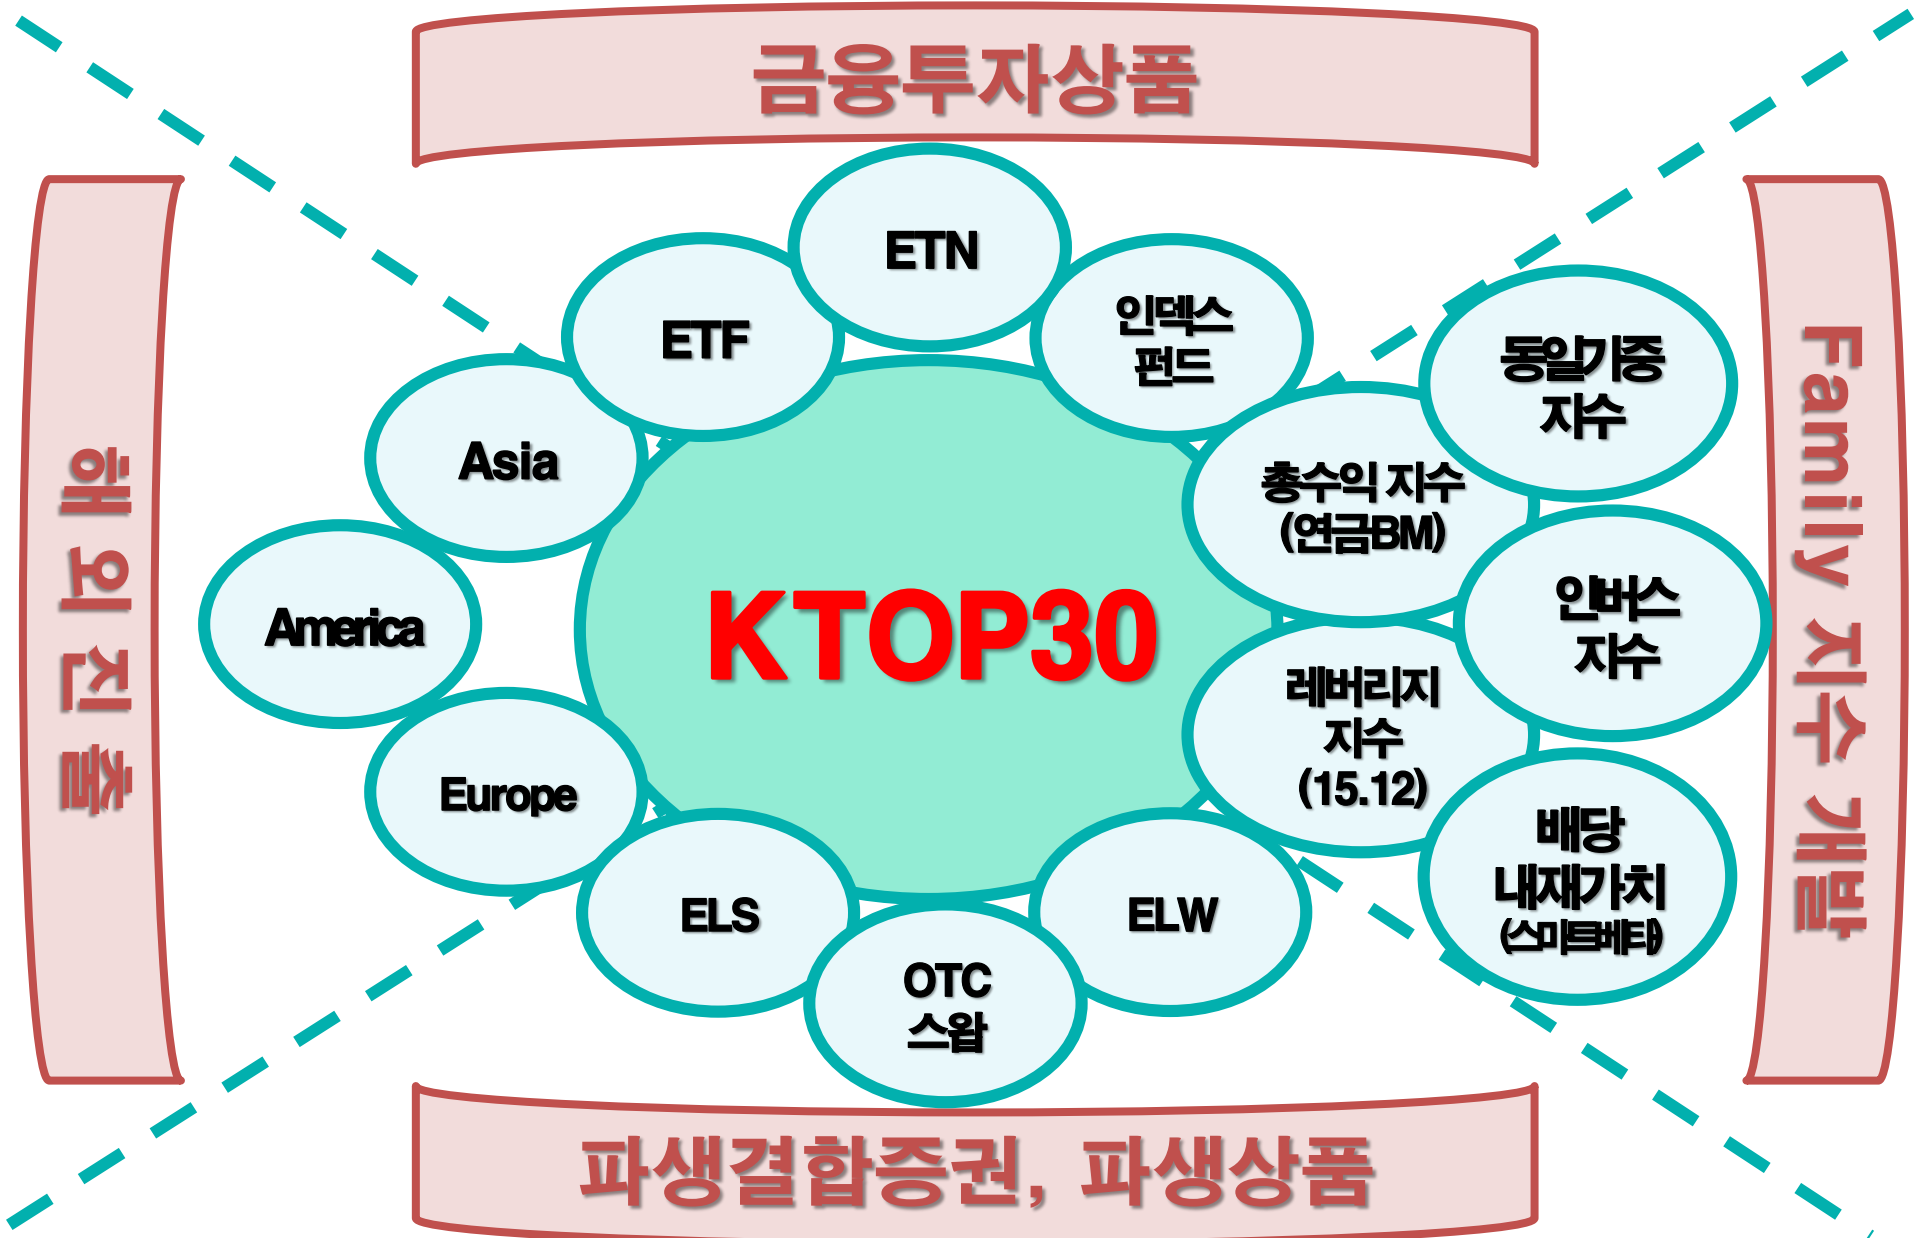 금융투자상품
ETN
ETF
인덱스
펀드
동일가중
지수
Asia
총수익 지수
(연금BM)
해외진출
America
KTOP30
인버스
지수
Family 지수 개발
레버리지
지수
(15.12)
Europe
배당
내재가치
(스마트베타)
ELS
ELW
OTC
스왑
파생결합증권, 파생상품